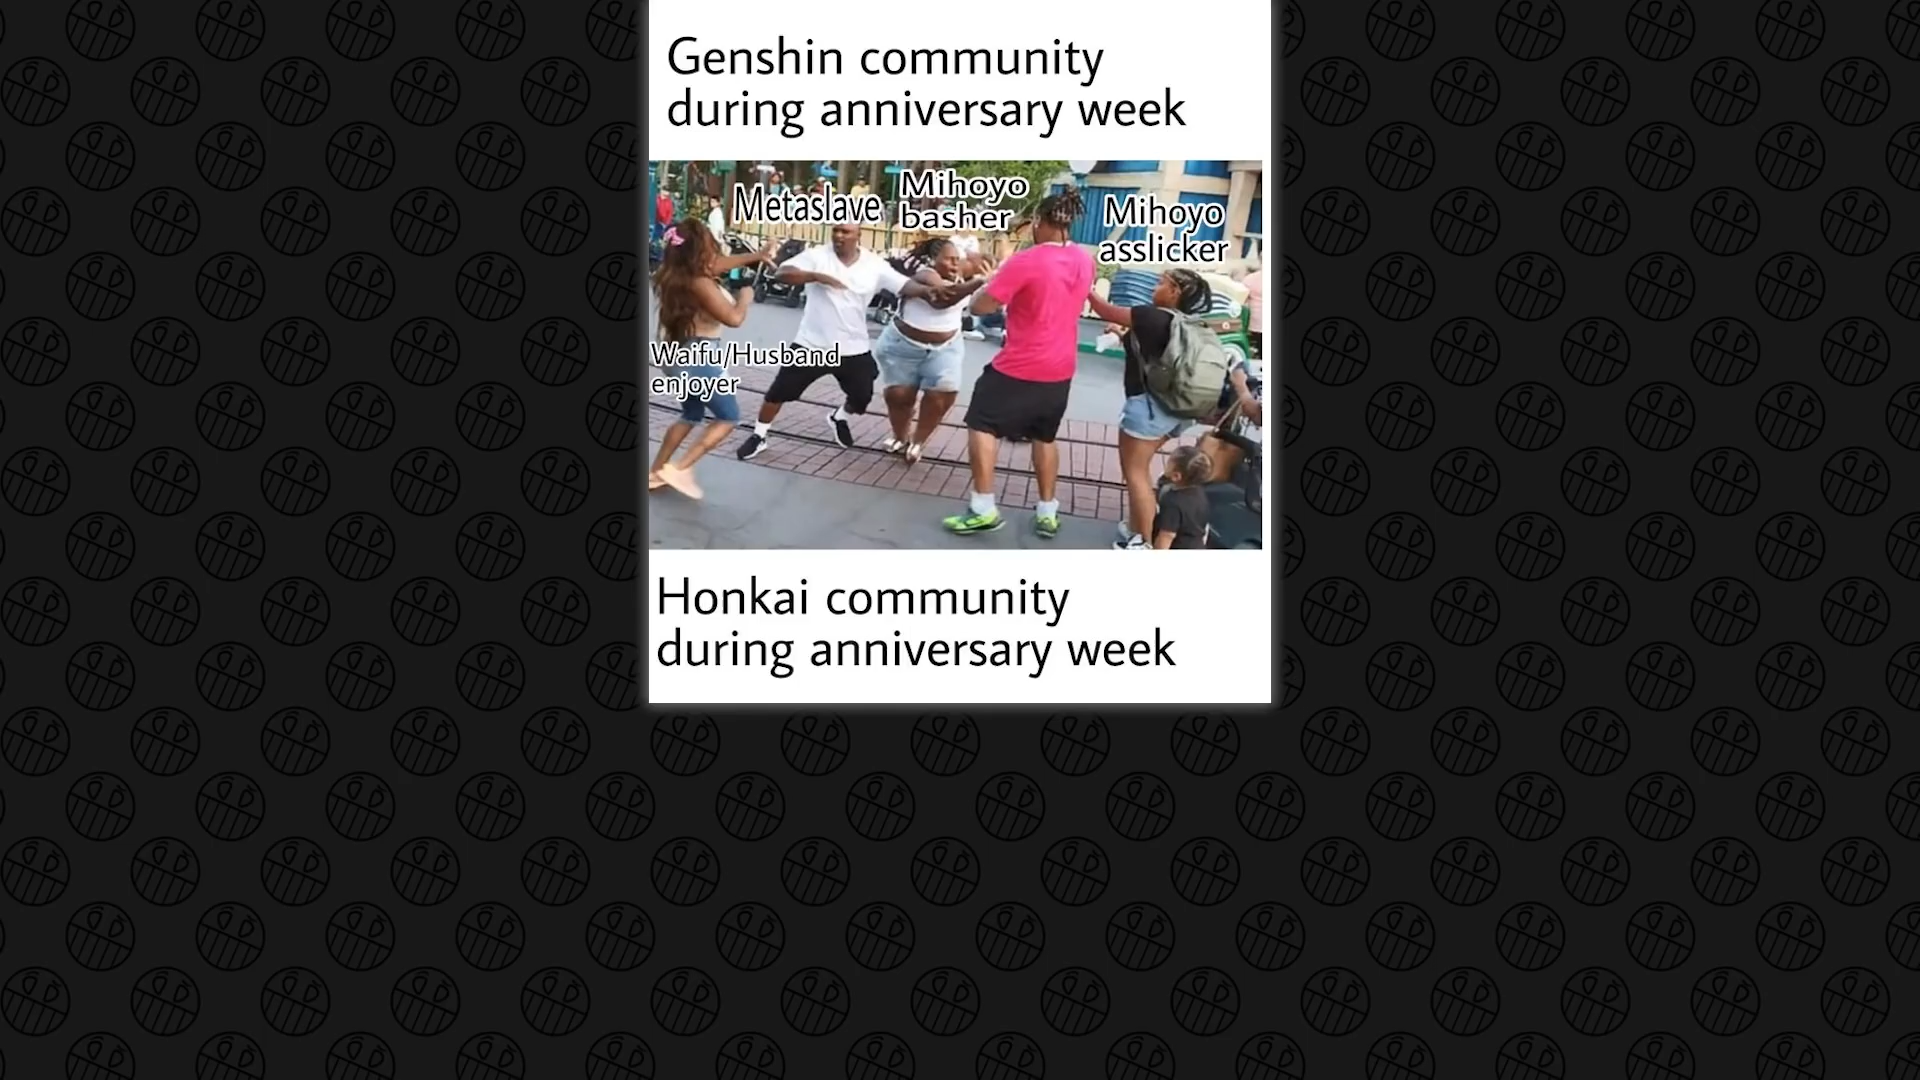 Genshin community
during anniversary week
Metaslave
Mihoyo
basher
Mihoyo
asslicker
Waifu/Husband
enjoyer
Honkai community
during anniversary week